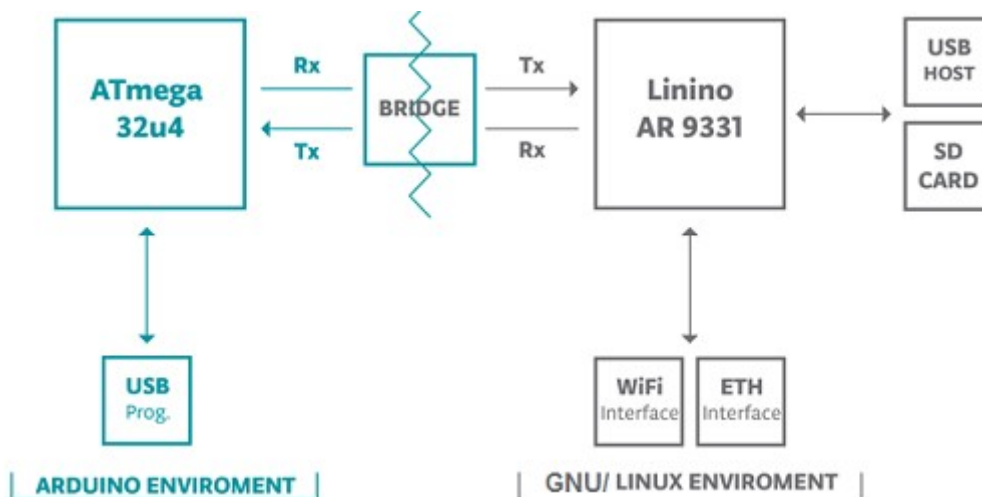 ATmega
32u4
Rx
Tx
BRIDGE
Tx
Rx
Linino
AR 9331
USB
HOST
SD
CARD
USB
Prog.
WiFi
Interface
ETH
Interface
ARDUINO ENVIROMENT
GNU/ LINUX ENVIROMENT